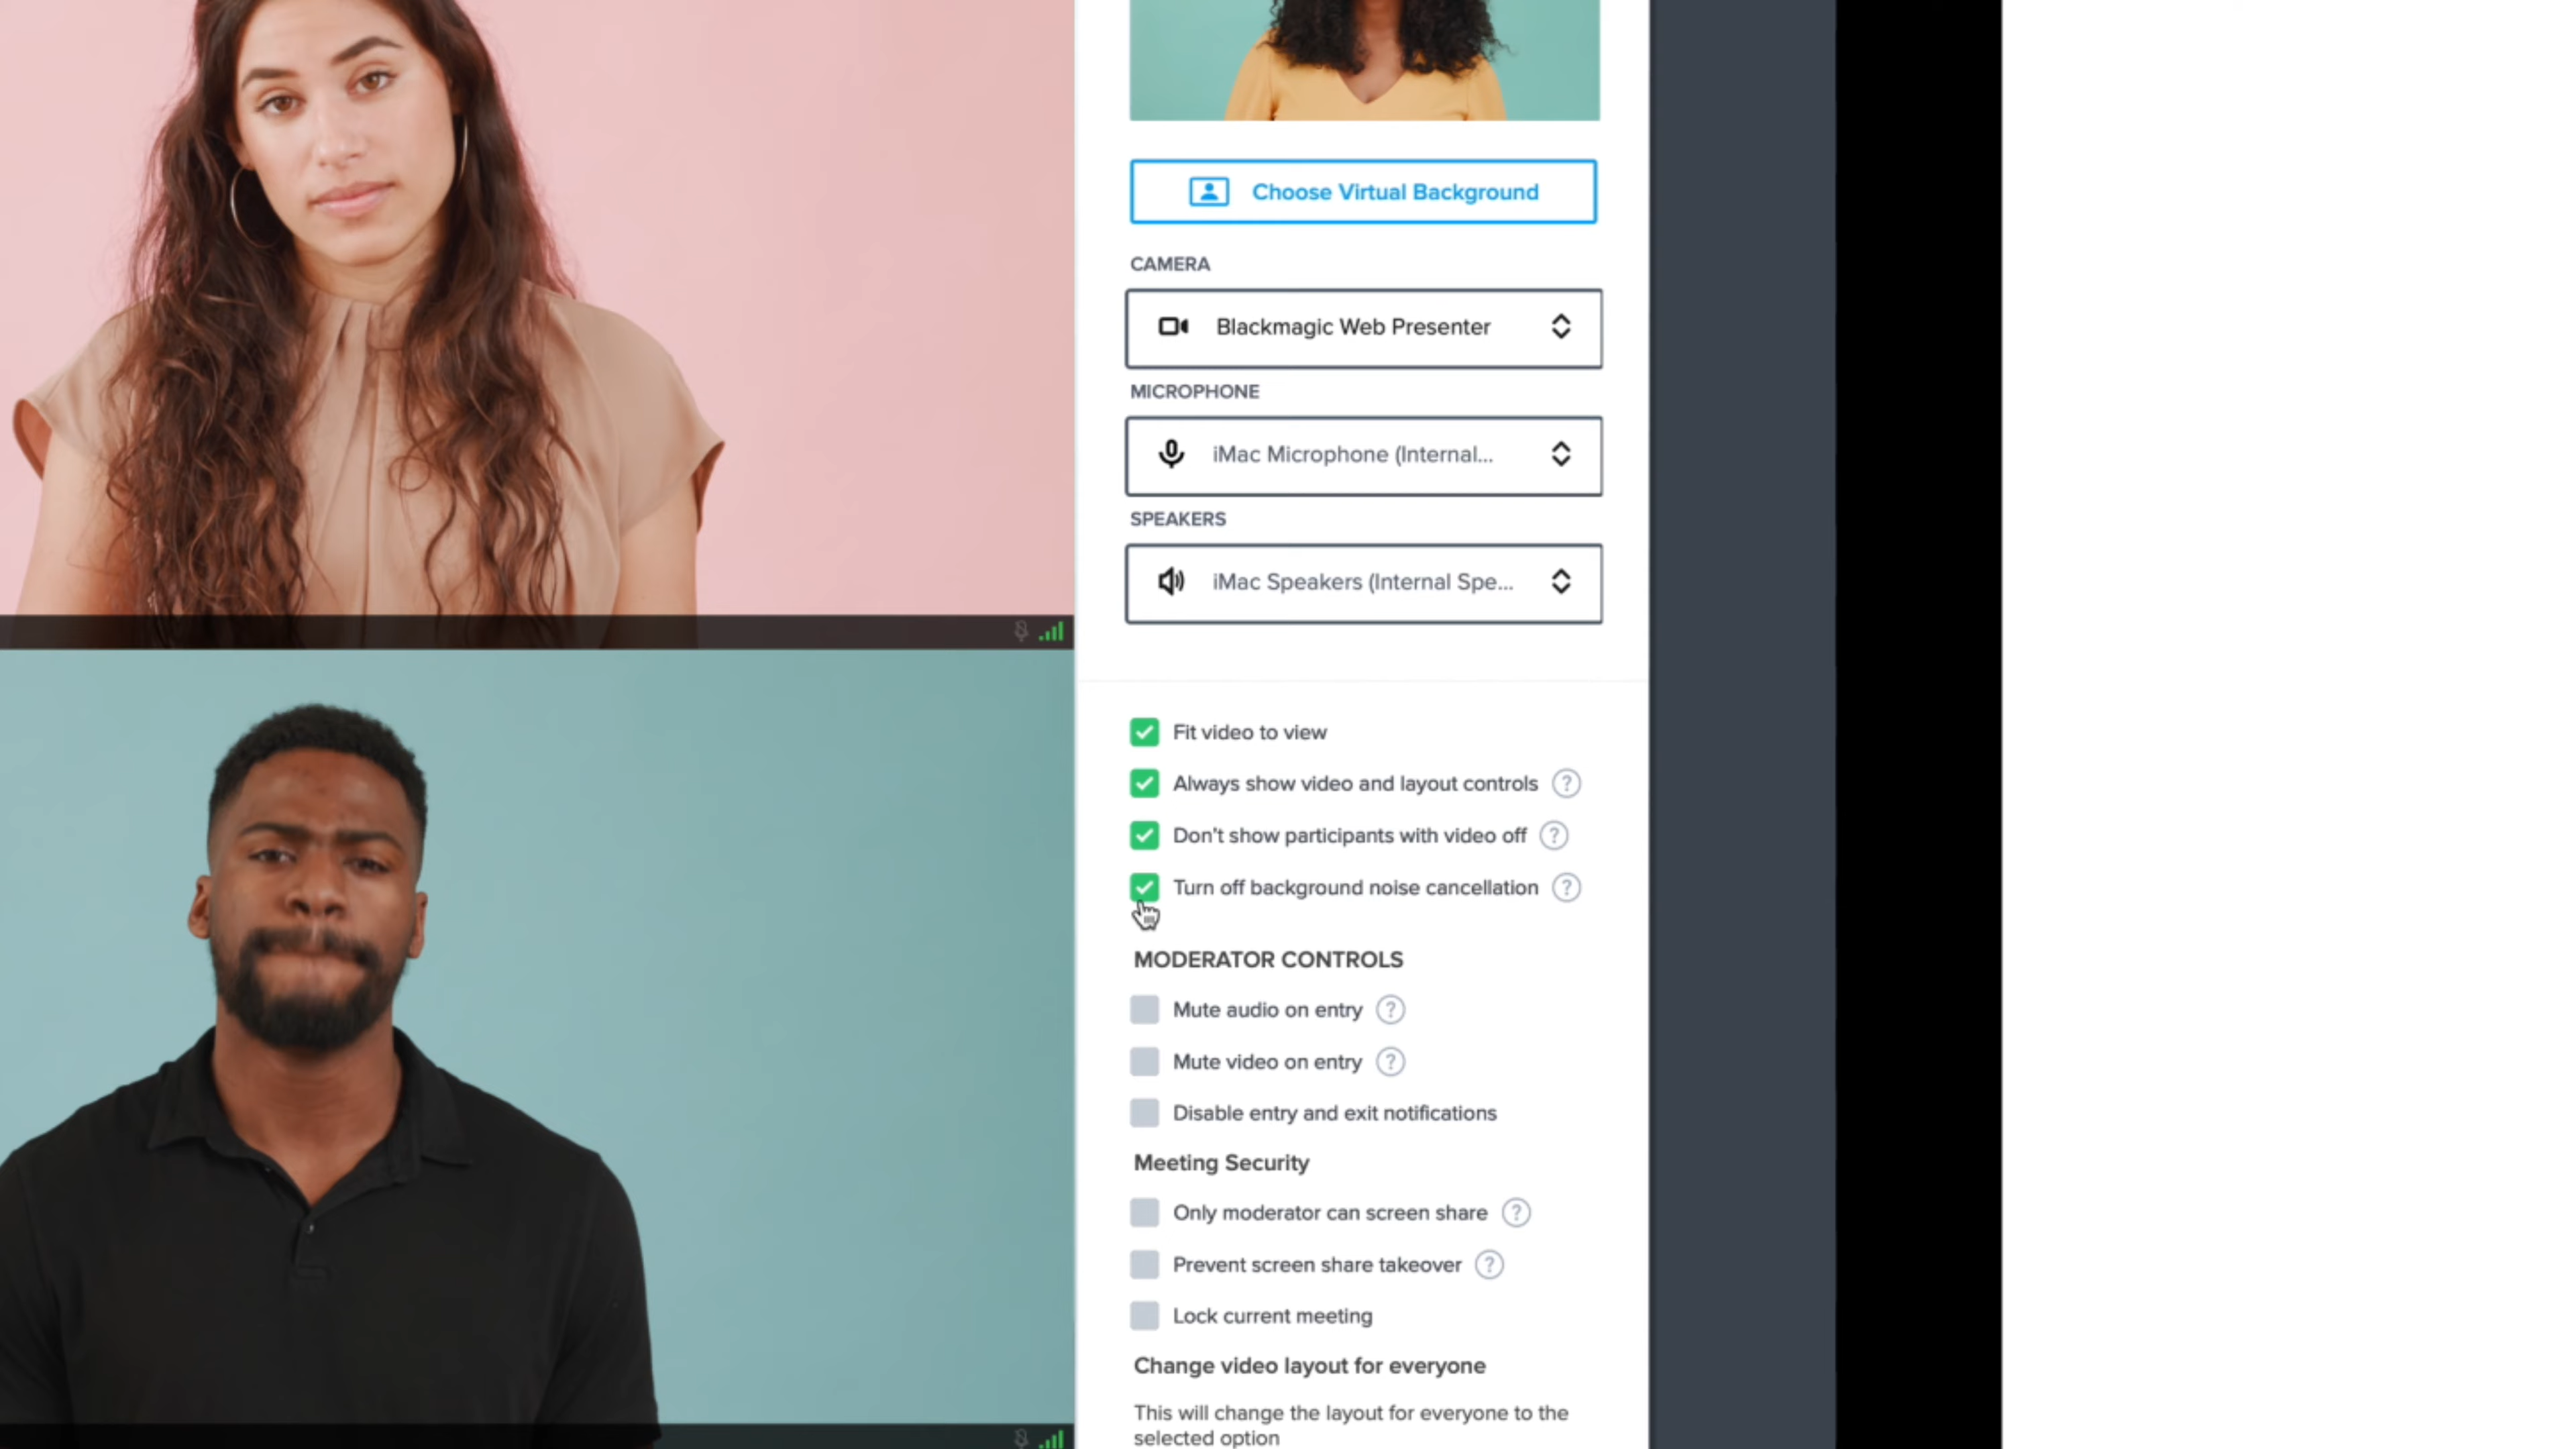 Choose Virtual Background
CAMERA
Blackmagic Web Presenter
MICROPHONE
iMac Microphone (Internal...
SPEAKERS
iMac Speakers (Internal Spe...
Fit video to view
Always show video and layout controls ?
Don't show participants with video off ?
Turn off background noise cancellation ?
MODERATOR CONTROLS
Mute audio on entry ?
Mute video on entry ?
Disable entry and exit notifications
Meeting Security
Only moderator can screen share ?
Prevent screen share takeover ?
Lock current meeting
Change video layout for everyone
This will change the layout for everyone to the
selected option